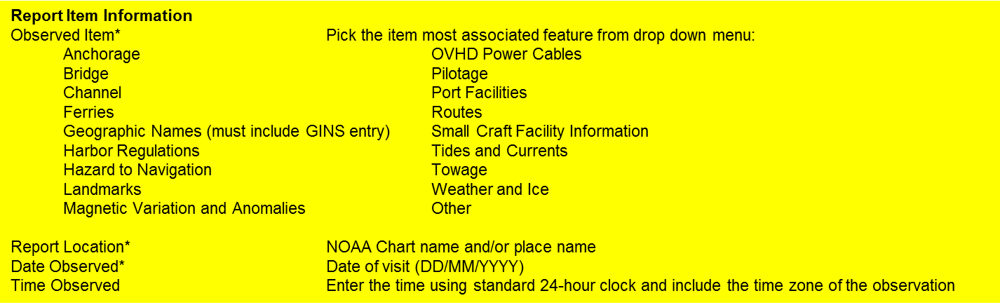 Report Item Information
Observed Item* Pick the item most associated feature from drop down menu:
Anchorage OVHD Power Cables
Bridge Pilotage
Channel Port Facilities
Ferries Routes
Geographic Names (must include GINS entry) Small Craft Facility Information
Harbor Regulations Tides and Currents
Hazard to Navigation Towage
Landmarks Weather and Ice
Magnetic Variation and Anomalies Other
Report Location* NOAA Chart name and/or place name
Date Observed* Date of visit (DD/MM/YYYY)
Time Observed Enter the time using standard 24-hour clock and include the time zone of the observation